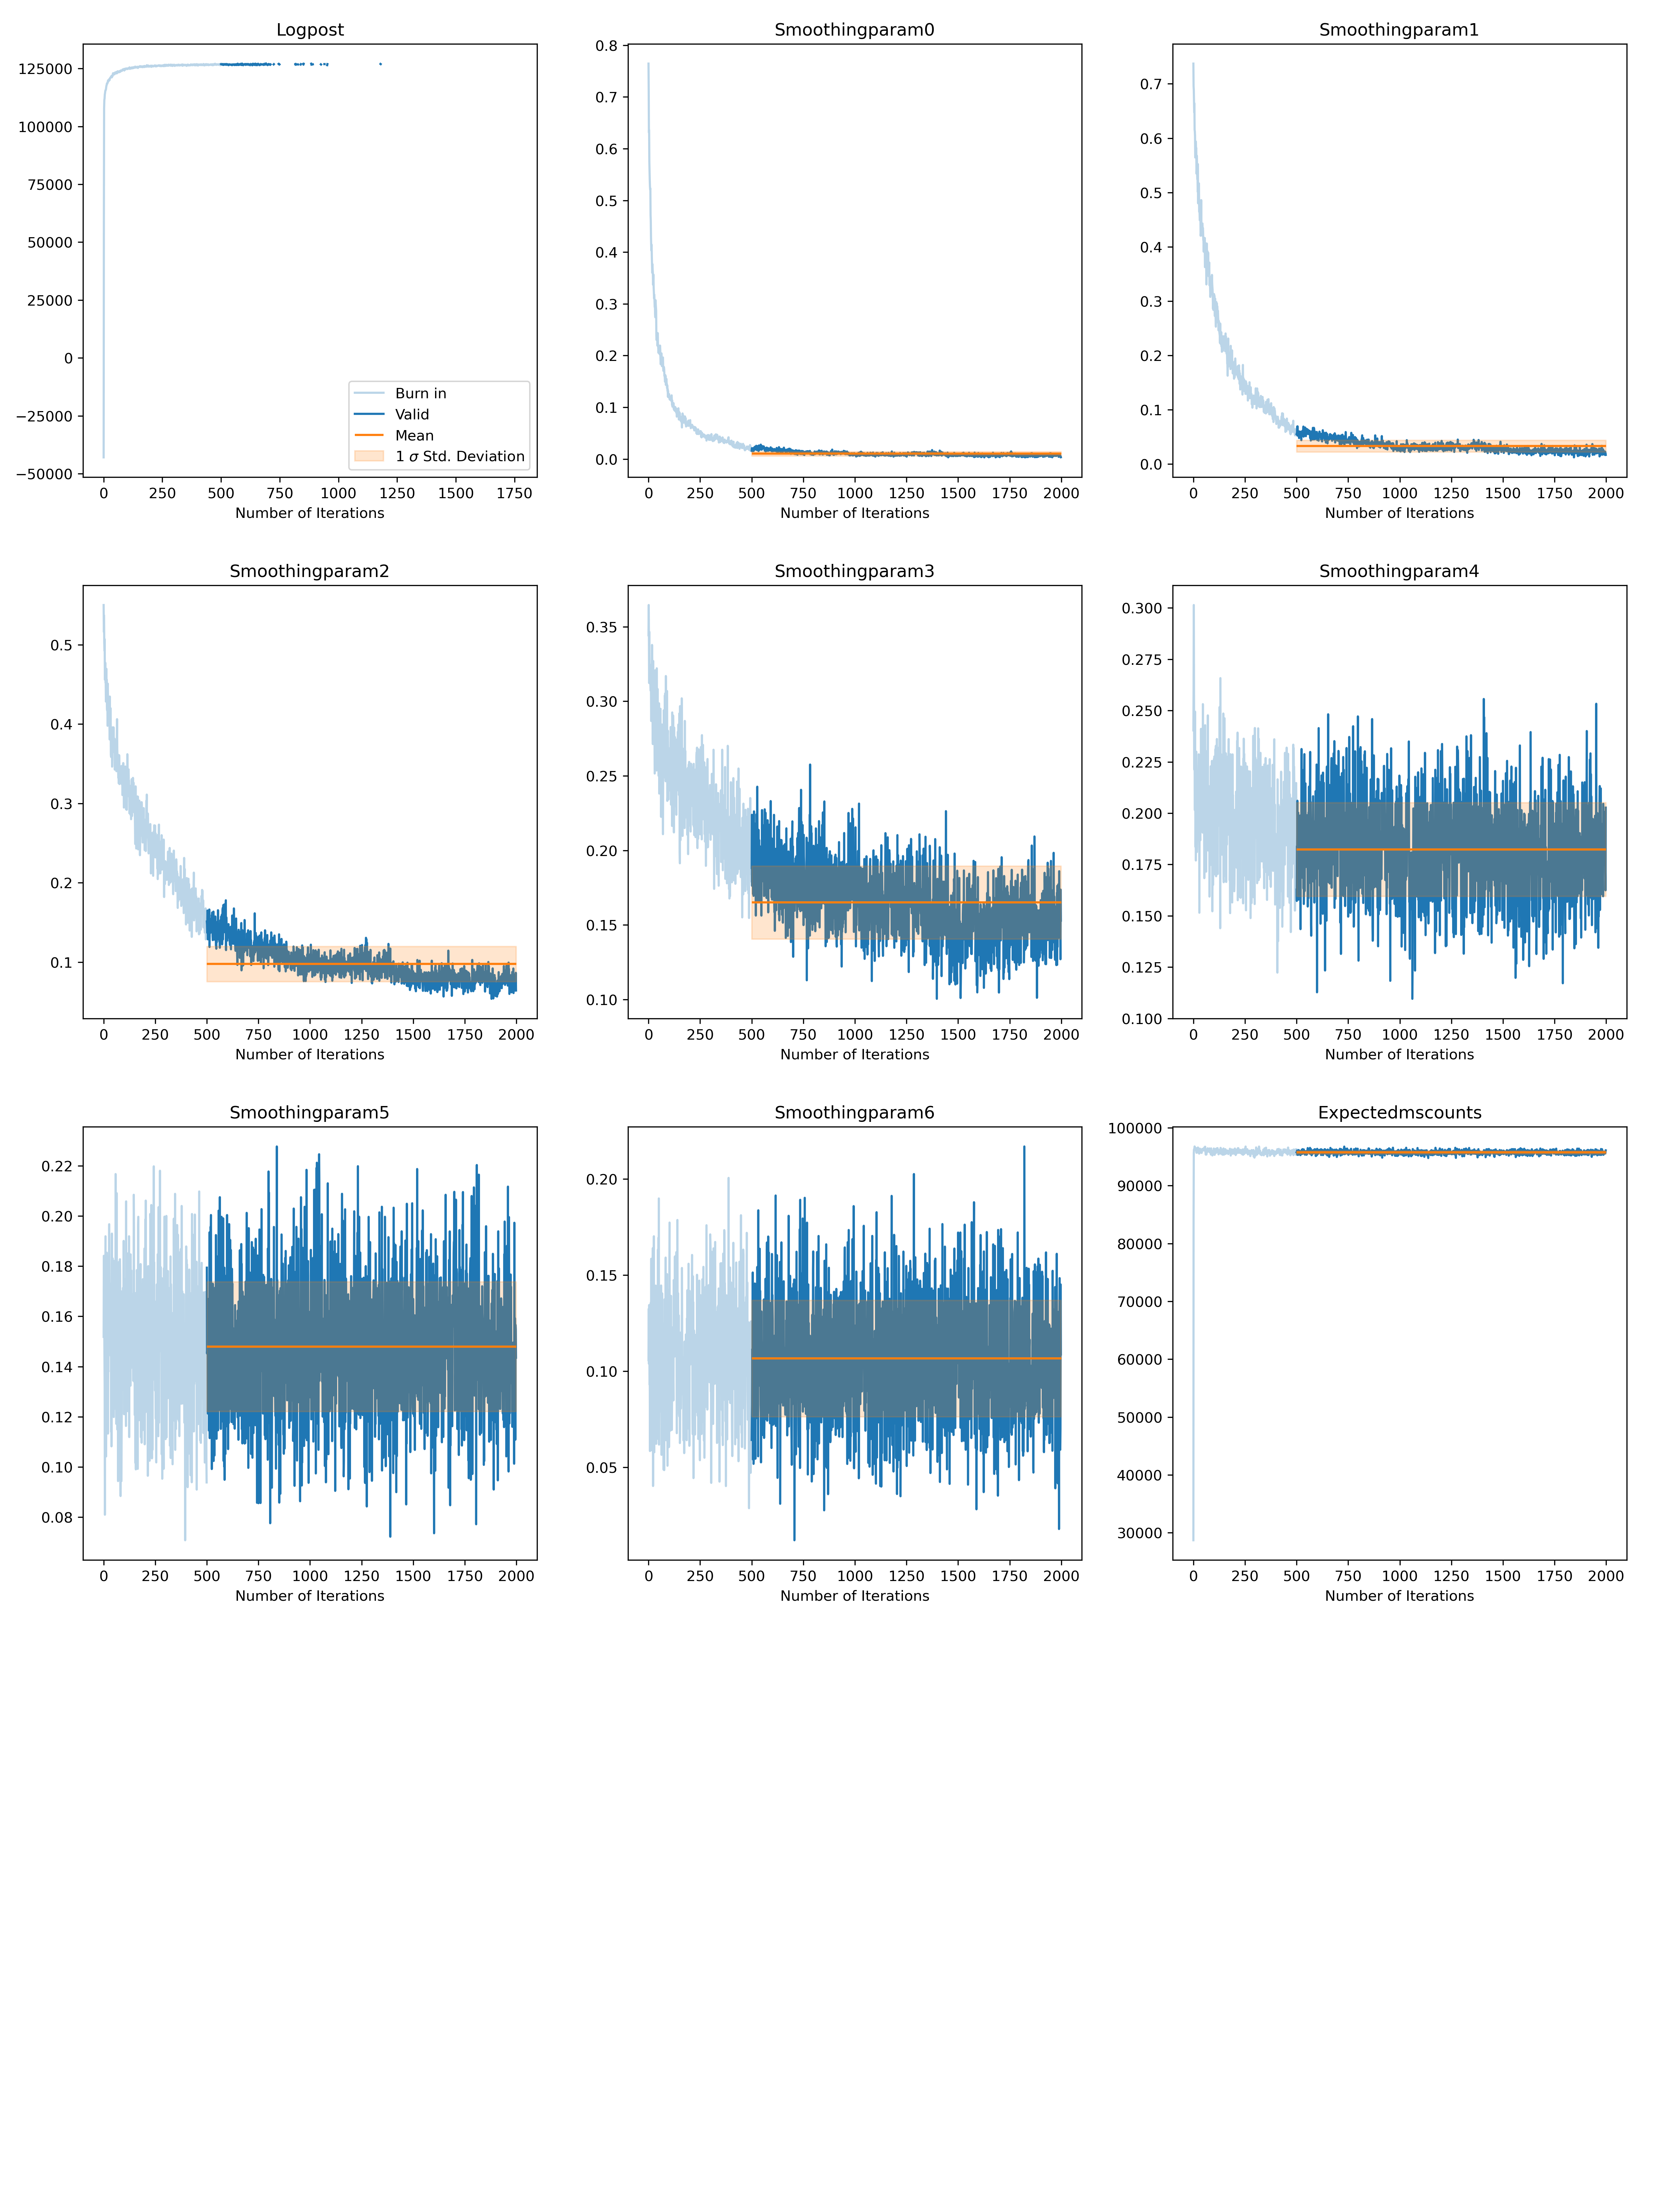 Logpost
125000
100000
75000
50000
25000
0
−25000
−50000
0 250 500 750 1000 1250 1500 1750
Number of Iterations
Burn in
Valid
Mean
1 σ Std. Deviation
Smoothingparam0
0.8
0.7
0.6
0.5
0.4
0.3
0.2
0.1
0.0
0 250 500 750 1000 1250 1500 1750 2000
Number of Iterations
Smoothingparam1
0.7
0.6
0.5
0.4
0.3
0.2
0.1
0.0
0 250 500 750 1000 1250 1500 1750 2000
Number of Iterations
Smoothingparam2
0.5
0.4
0.3
0.2
0.1
0 250 500 750 1000 1250 1500 1750 2000
Number of Iterations
Smoothingparam3
0.35
0.30
0.25
0.20
0.15
0.10
0 250 500 750 1000 1250 1500 1750 2000
Number of Iterations
Smoothingparam4
0.300
0.275
0.250
0.225
0.200
0.175
0.150
0.125
0.100
0 250 500 750 1000 1250 1500 1750 2000
Number of Iterations
Smoothingparam5
0.22
0.20
0.18
0.16
0.14
0.12
0.10
0.08
0 250 500 750 1000 1250 1500 1750 2000
Number of Iterations
Smoothingparam6
0.20
0.15
0.10
0.05
0 250 500 750 1000 1250 1500 1750 2000
Number of Iterations
Expectedmscounts
100000
90000
80000
70000
60000
50000
40000
30000
0 250 500 750 1000 1250 1500 1750 2000
Number of Iterations